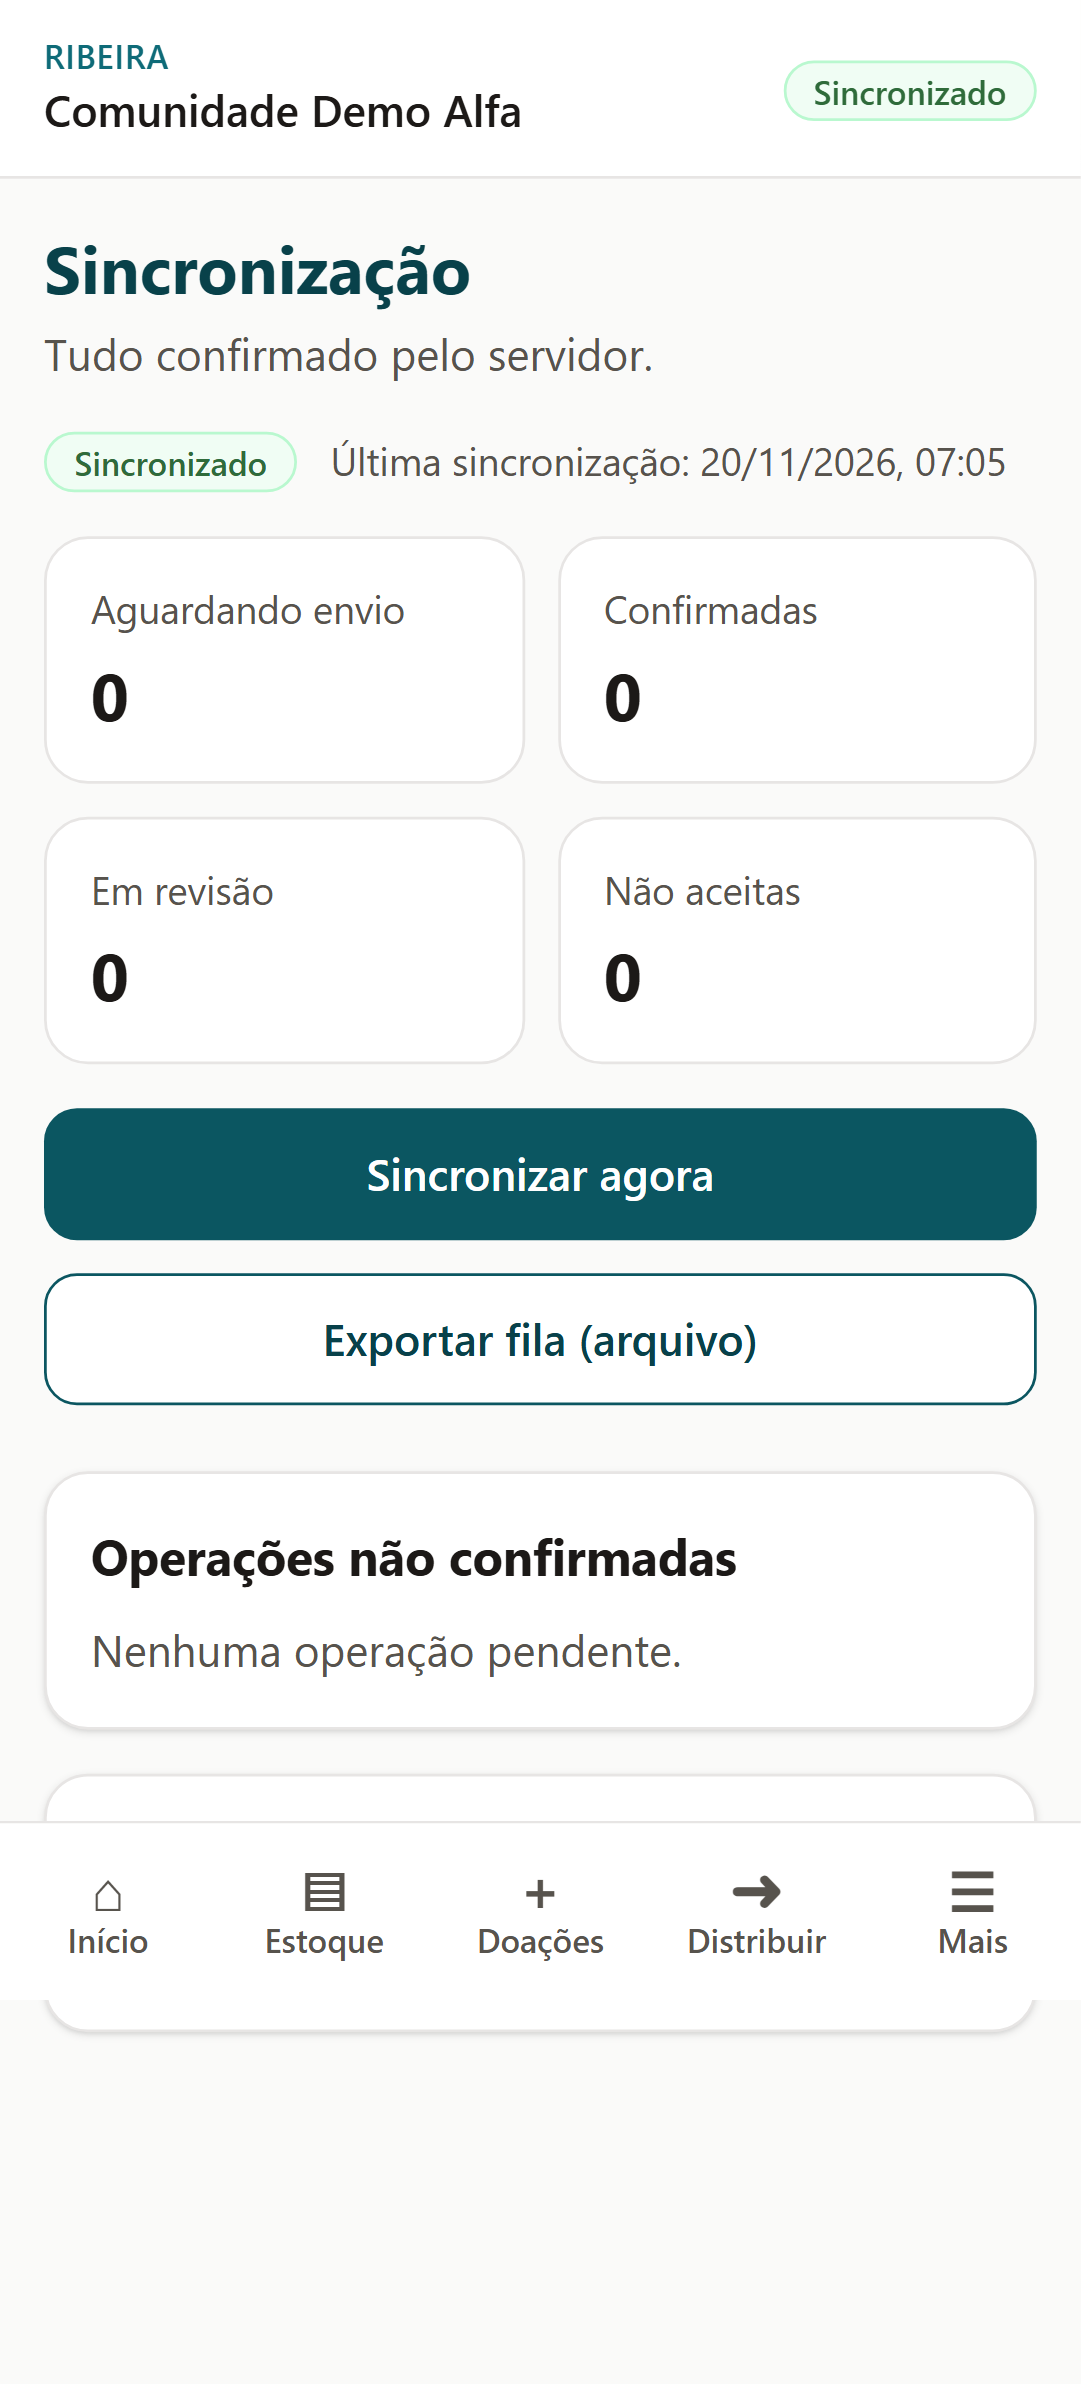 RIBEIRA
Comunidade Demo Alfa
Sincronizado
Sincronização
Tudo confirmado pelo servidor.
Sincronizado Última sincronização: 20/11/2026, 07:05
Aguardando envio
0
Confirmadas
0
Em revisão
0
Não aceitas
0
Sincronizar agora
Exportar fila (arquivo)
Operações não confirmadas
Nenhuma operação pendente.
Início
Estoque
Doações
Distribuir
Mais